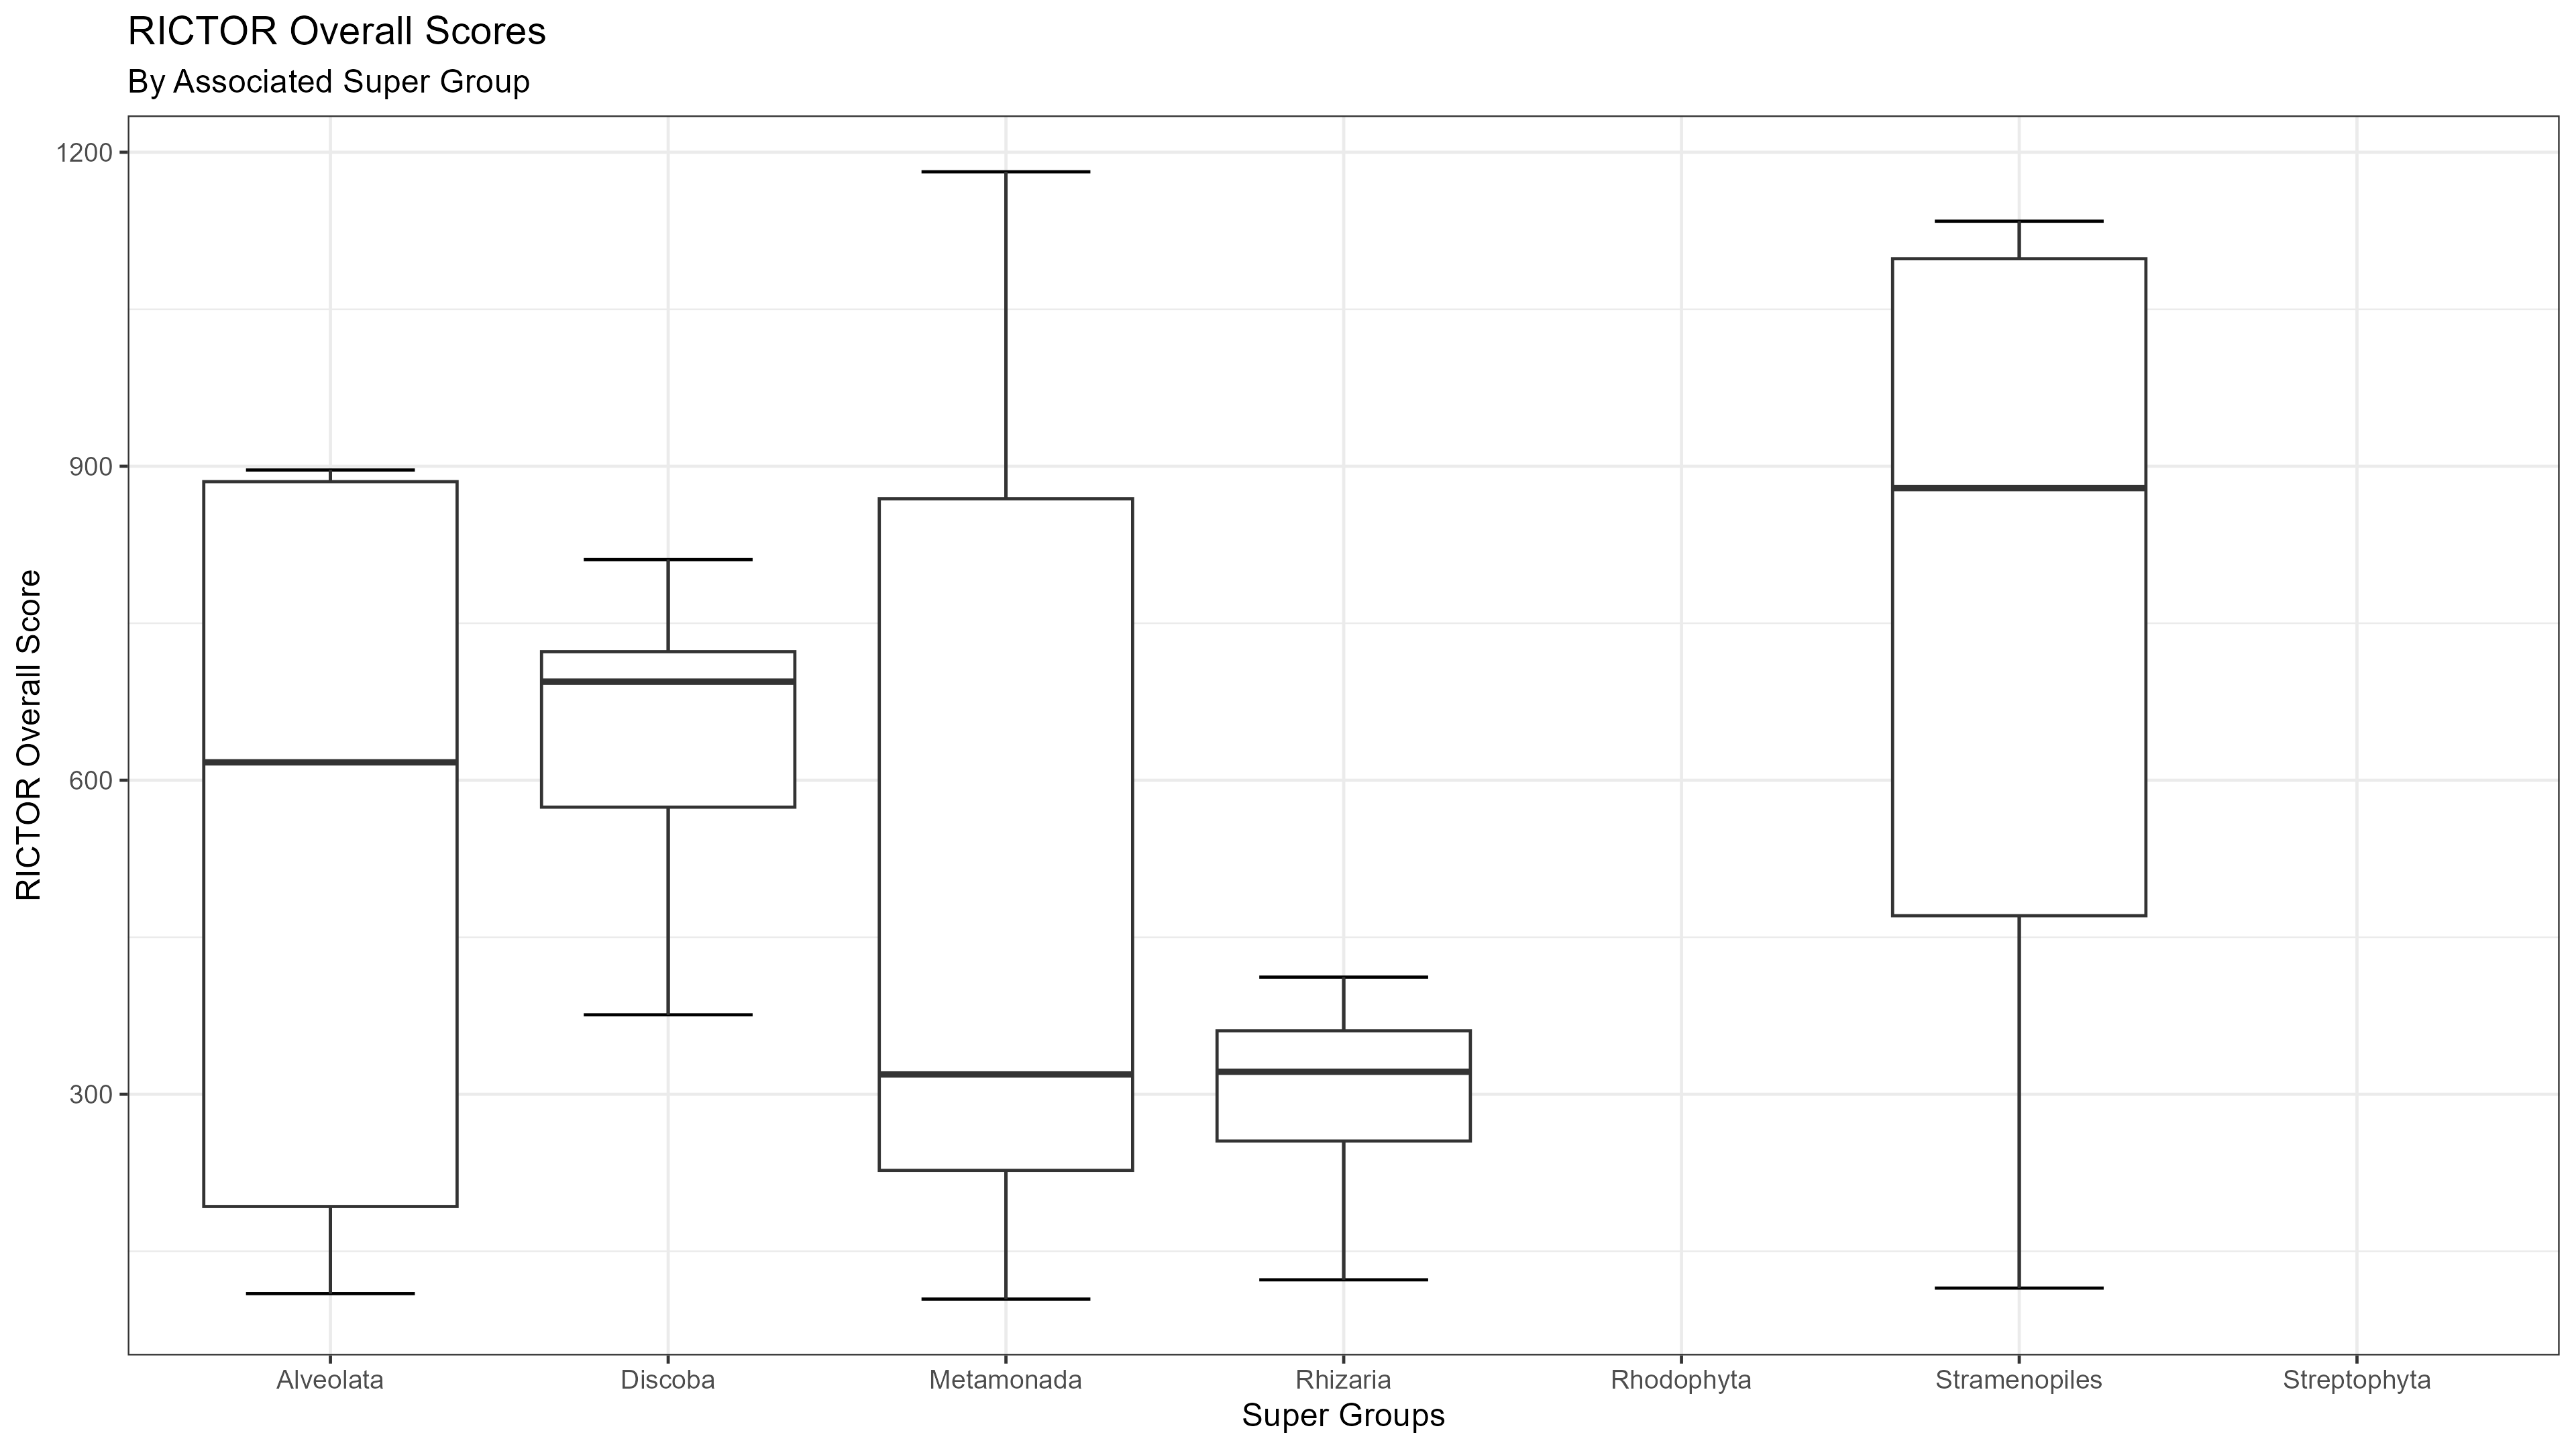 RICTOR Overall Scores
By Associated Super Group
RICTOR Overall Score
1200
900
600
300
Alveolata Discoba Metamonada Rhizaria Rhodophyta Stramenopiles Streptophyta
Super Groups